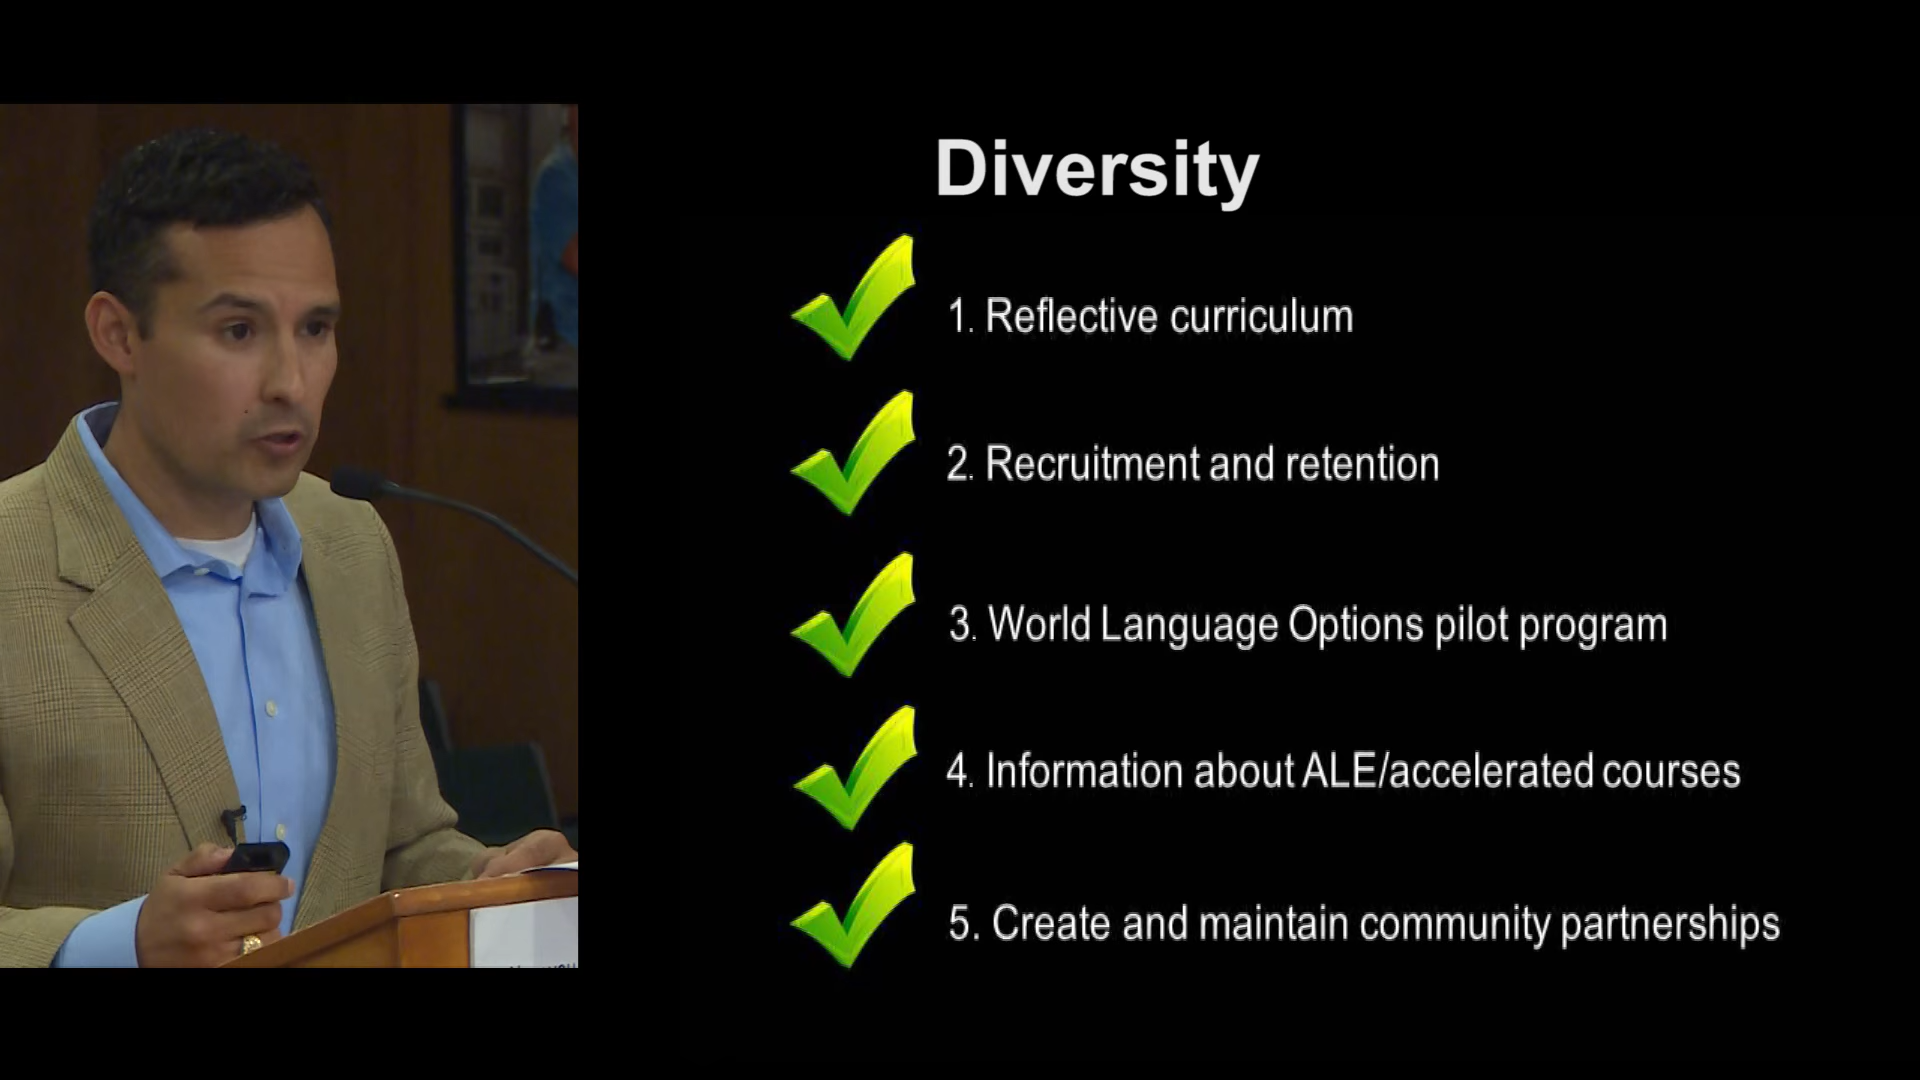 Diversity
1. Reflective curriculum
2. Recruitment and retention
3. World Language Options pilot program
4. Information about ALE/accelerated courses
5. Create and maintain community partnerships